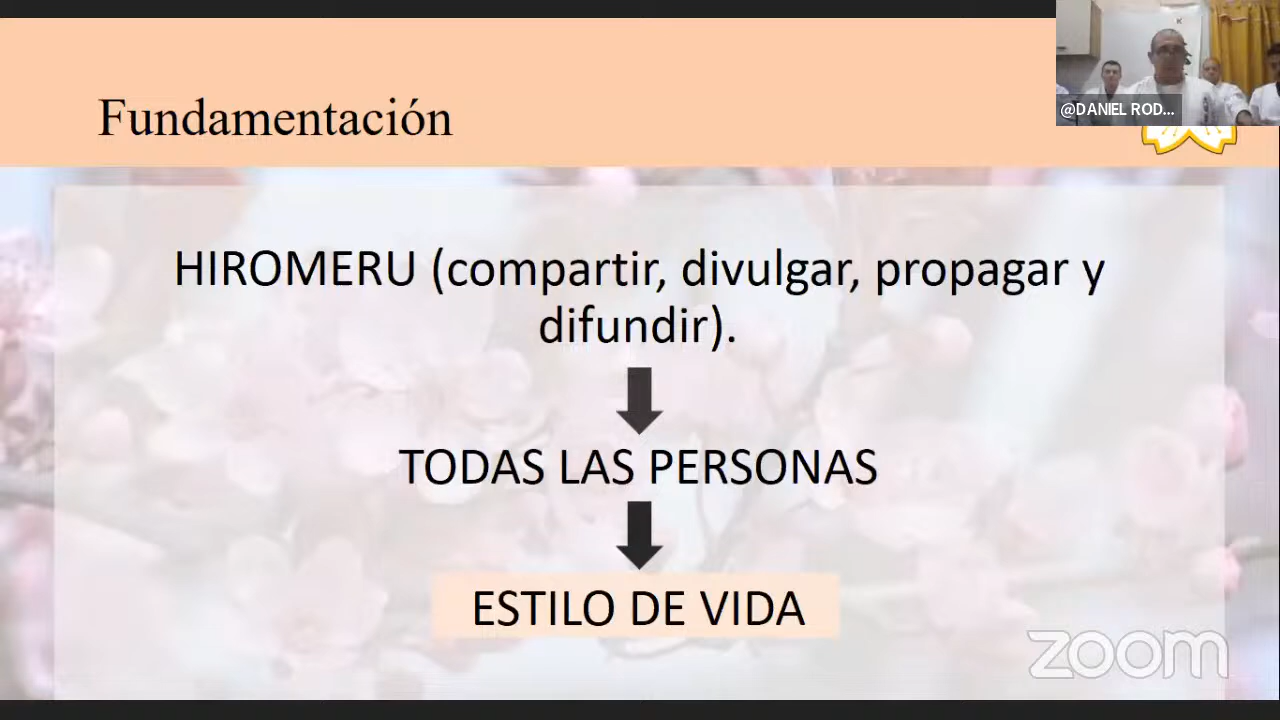 @DANIEL ROD...
Fundamentación
HIROMERU (compartir, divulgar, propagar y
difundir).
TODAS LAS PERSONAS
ESTILO DE VIDA
zoom